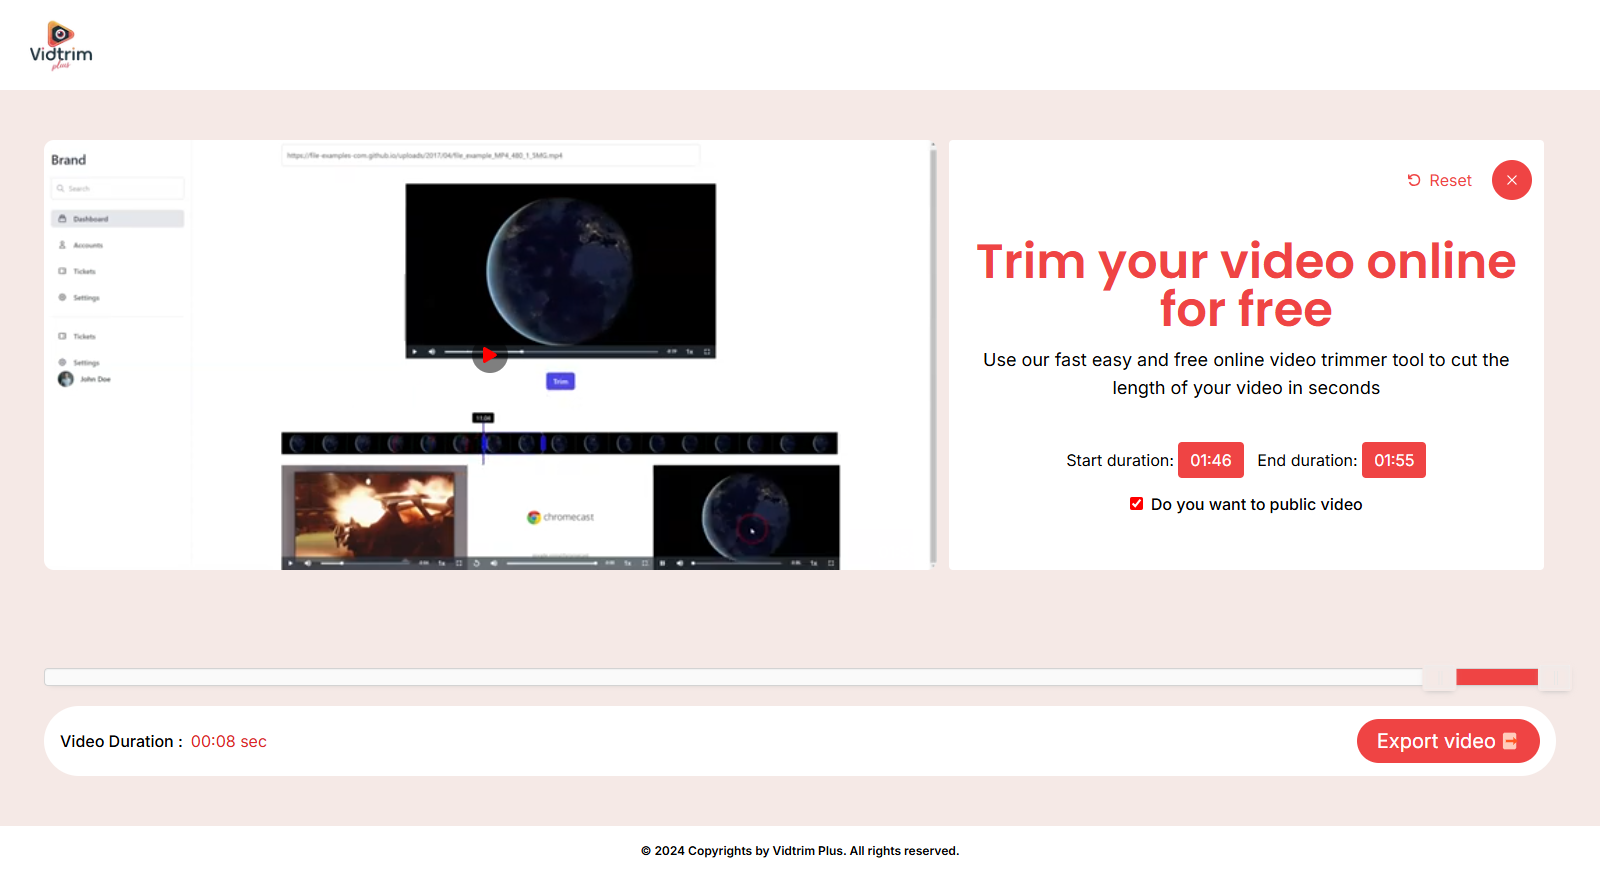 Vidtrim
plus
Brand
https://file-examples-com.github.io/uploads/2017/04/file_example_MP4_480_1_5MG.mp4
Search
Dashboard
Accounts
Tickets
Settings
Tickets
Settings
John Doe
1x
Trim
chromecast
1x
1x
1x
Reset
Trim your video online
for free
Use our fast easy and free online video trimmer tool to cut the
length of your video in seconds
Start duration: 01:46 End duration: 01:55
Do you want to public video
Video Duration : 00:08 sec
Export video
© 2024 Copyrights by Vidtrim Plus. All rights reserved.